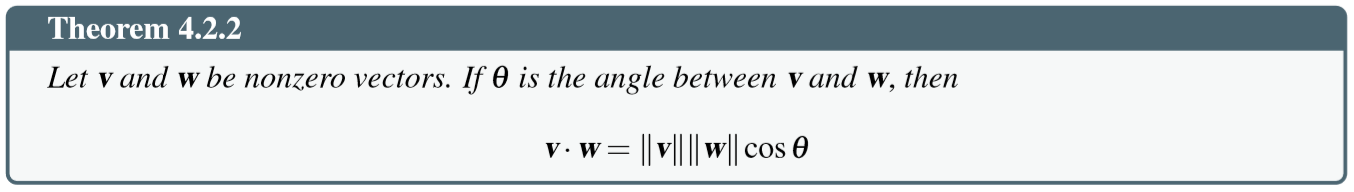 Theorem 4.2.2
Let v and w be nonzero vectors. If θ is the angle between v and w, then
v · w = ‖v‖‖w‖ cos θ